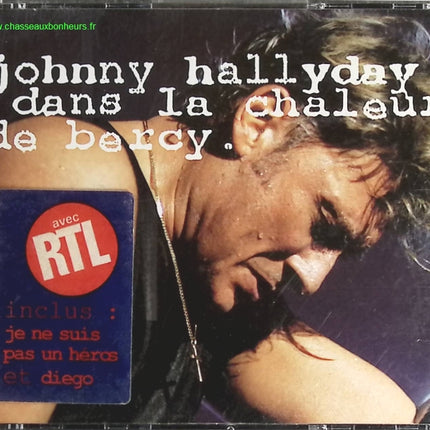 www.chasseauxbonheurs.fr
johnny hallyday
dans la chaleur
de bercy.
avec
RTL
inclus :
je ne suis
pas un heros
et diego